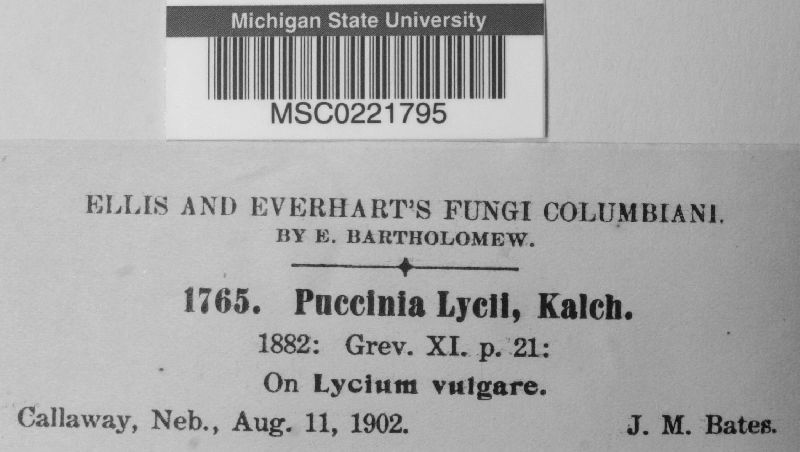 Michigan State University
MSC0221795
ELLIS AND EVERHART'S FUNGI COLUMBIANI.
BY E. BARTHOLOMEW.
1765. Puccinia Lycii, Kalch.
1882: Grev. XI. p. 21:
On Lycium vulgare.
Callaway, Neb., Aug. 11, 1902. J. M. Bates.